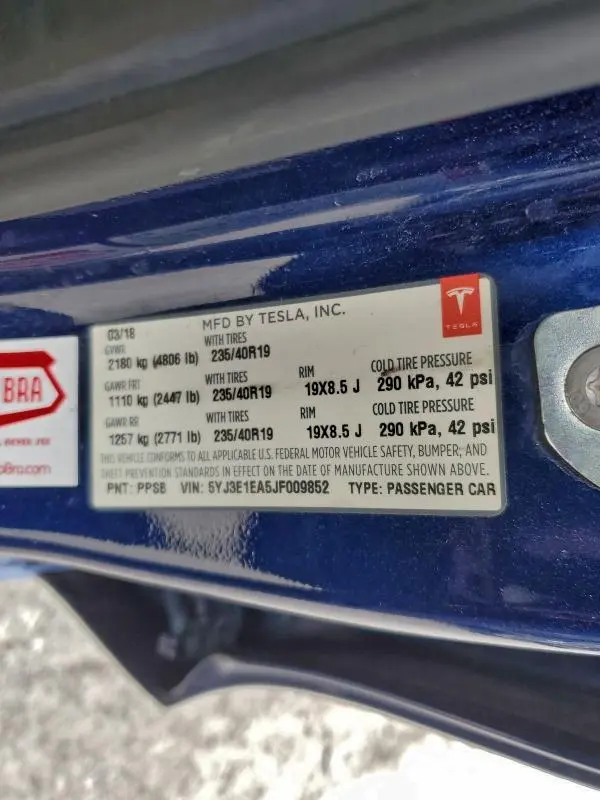 03/18 MFD BY TESLA, INC.
TESLA
GVWR WITH TIRES
2180 kg (4806 lb) 235/40R19
GAWR FRT WITH TIRES RIM COLD TIRE PRESSURE
1110 kg (2447 lb) 235/40R19 19X8.5 J 290 kPa, 42 psi
GAWR RR WITH TIRES RIM COLD TIRE PRESSURE
1257 kg (2771 lb) 235/40R19 19X8.5 J 290 kPa, 42 psi
THIS VEHICLE CONFORMS TO ALL APPLICABLE U.S. FEDERAL MOTOR VEHICLE SAFETY, BUMPER, AND
THEFT PREVENTION STANDARDS IN EFFECT ON THE DATE OF MANUFACTURE SHOWN ABOVE.
PNT: PPSB VIN: 5YJ3E1EA5JF009852 TYPE: PASSENGER CAR
BRA
Bra.com